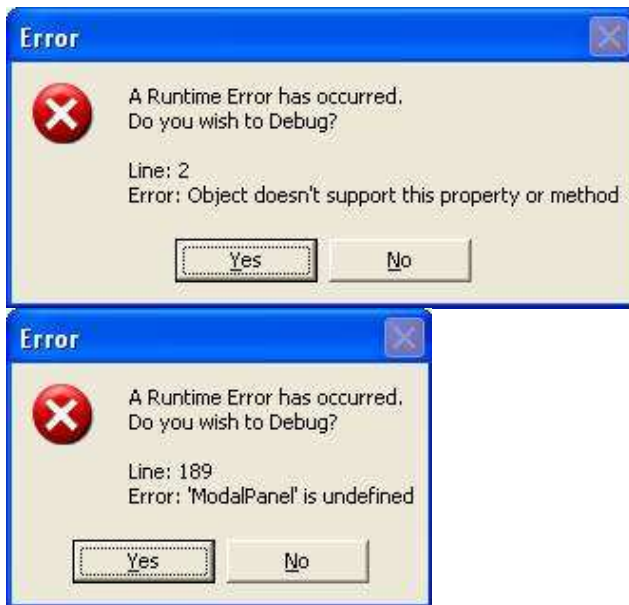 Error
A Runtime Error has occurred.
Do you wish to Debug?
Line: 2
Error: Object doesn't support this property or method
Yes
No
Error
A Runtime Error has occurred.
Do you wish to Debug?
Line: 189
Error: 'ModalPanel' is undefined
Yes
No